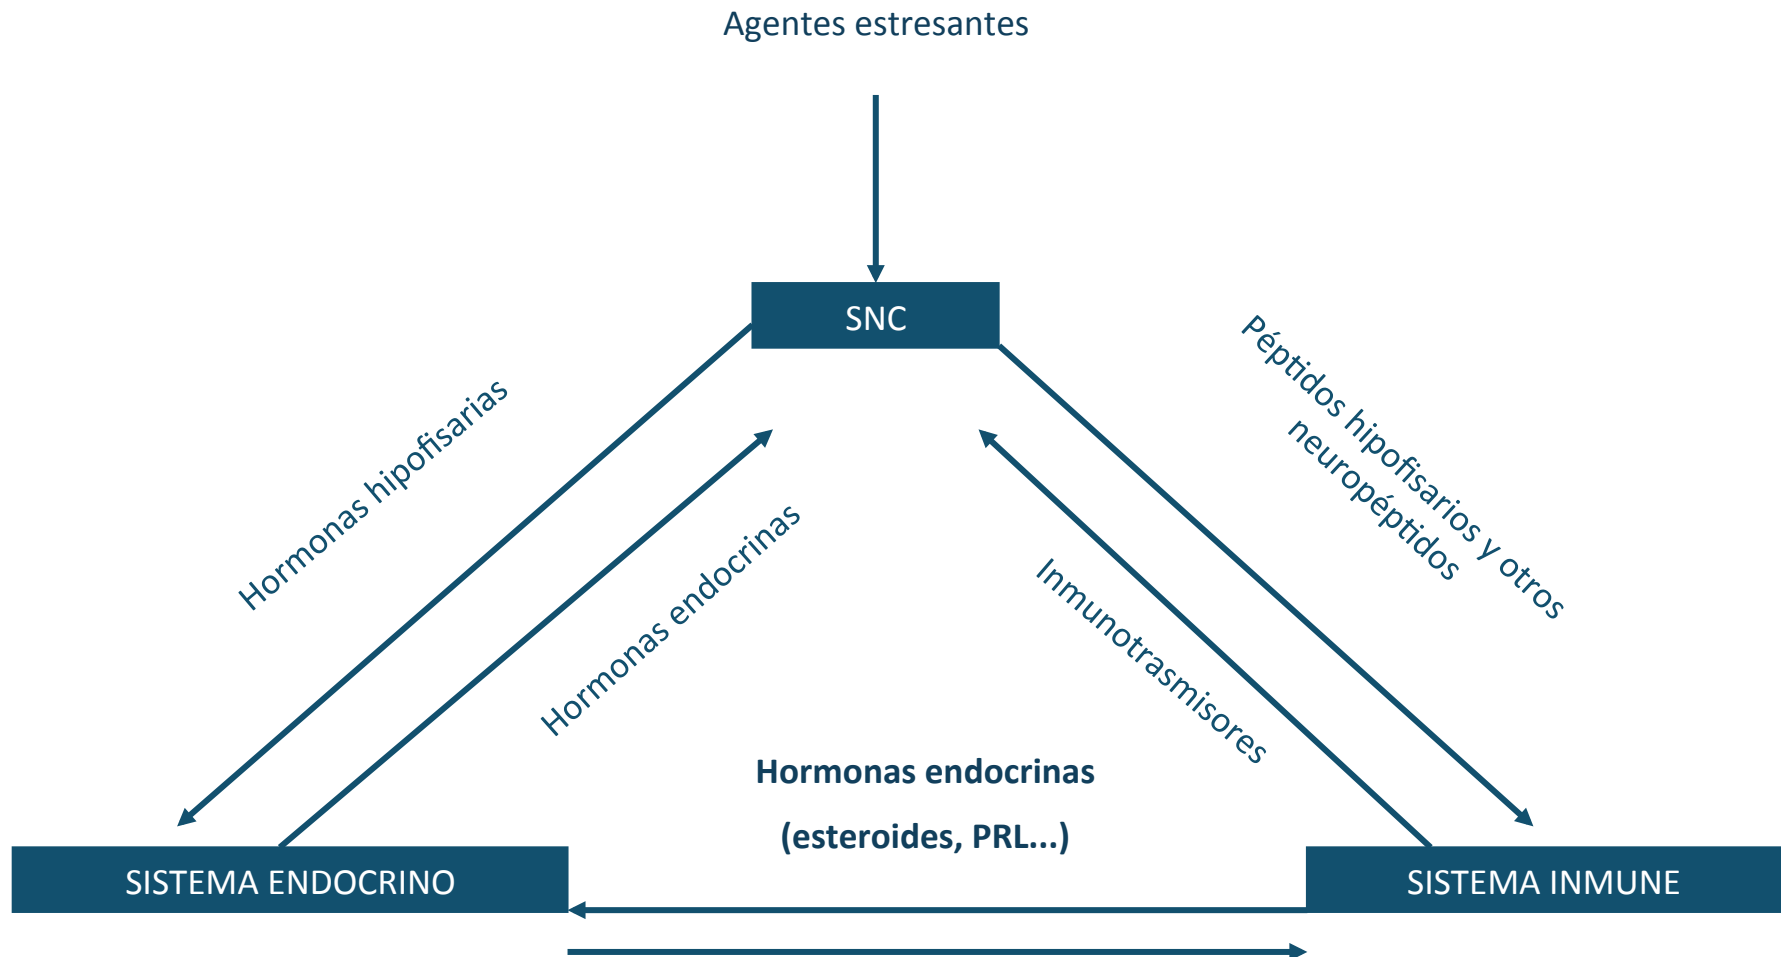 Agentes estresantes
SNC
Hormonas hipofisarias
Hormonas endocrinas
Péptidos hipofisarios y otros
neuropéptidos
Inmunotrasmisores
Hormonas endocrinas
(esteroides, PRL...)
SISTEMA ENDOCRINO
SISTEMA INMUNE